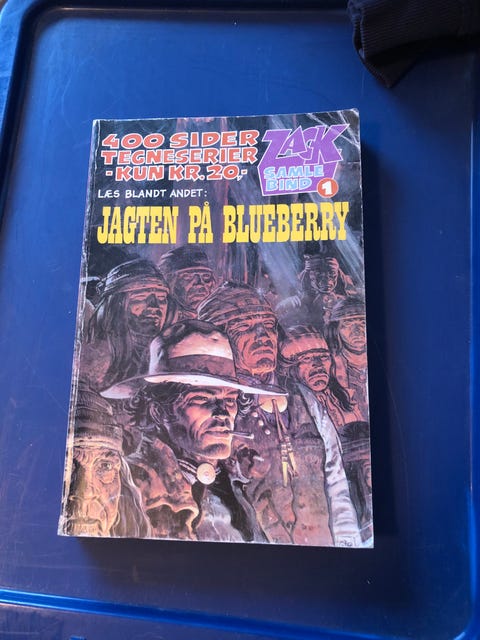 400 SIDER
TEGNESERIER
- KUN KR. 20,-
ZACK
SAMLE
BIND 1
LÆS BLANDT ANDET:
JAGTEN PÅ BLUEBERRY